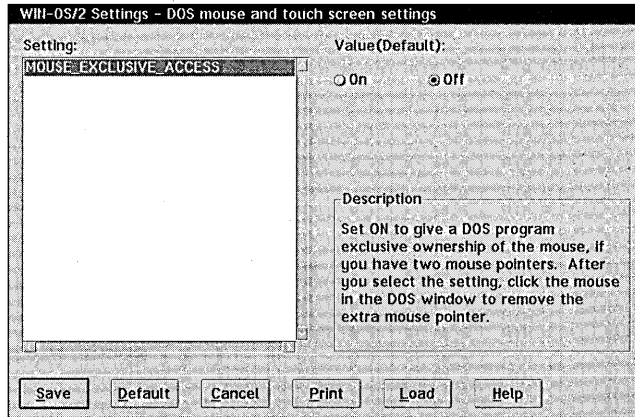 WIN-OS/2 Settings - DOS mouse and touch screen settings
Setting:
MOUSE_EXCLUSIVE_ACCESS
Value(Default):
On
Off
Description
Set ON to give a DOS program
exclusive ownership of the mouse, if
you have two mouse pointers. After
you select the setting, click the mouse
in the DOS window to remove the
extra mouse pointer.
Save
Default
Cancel
Print
Load
Help